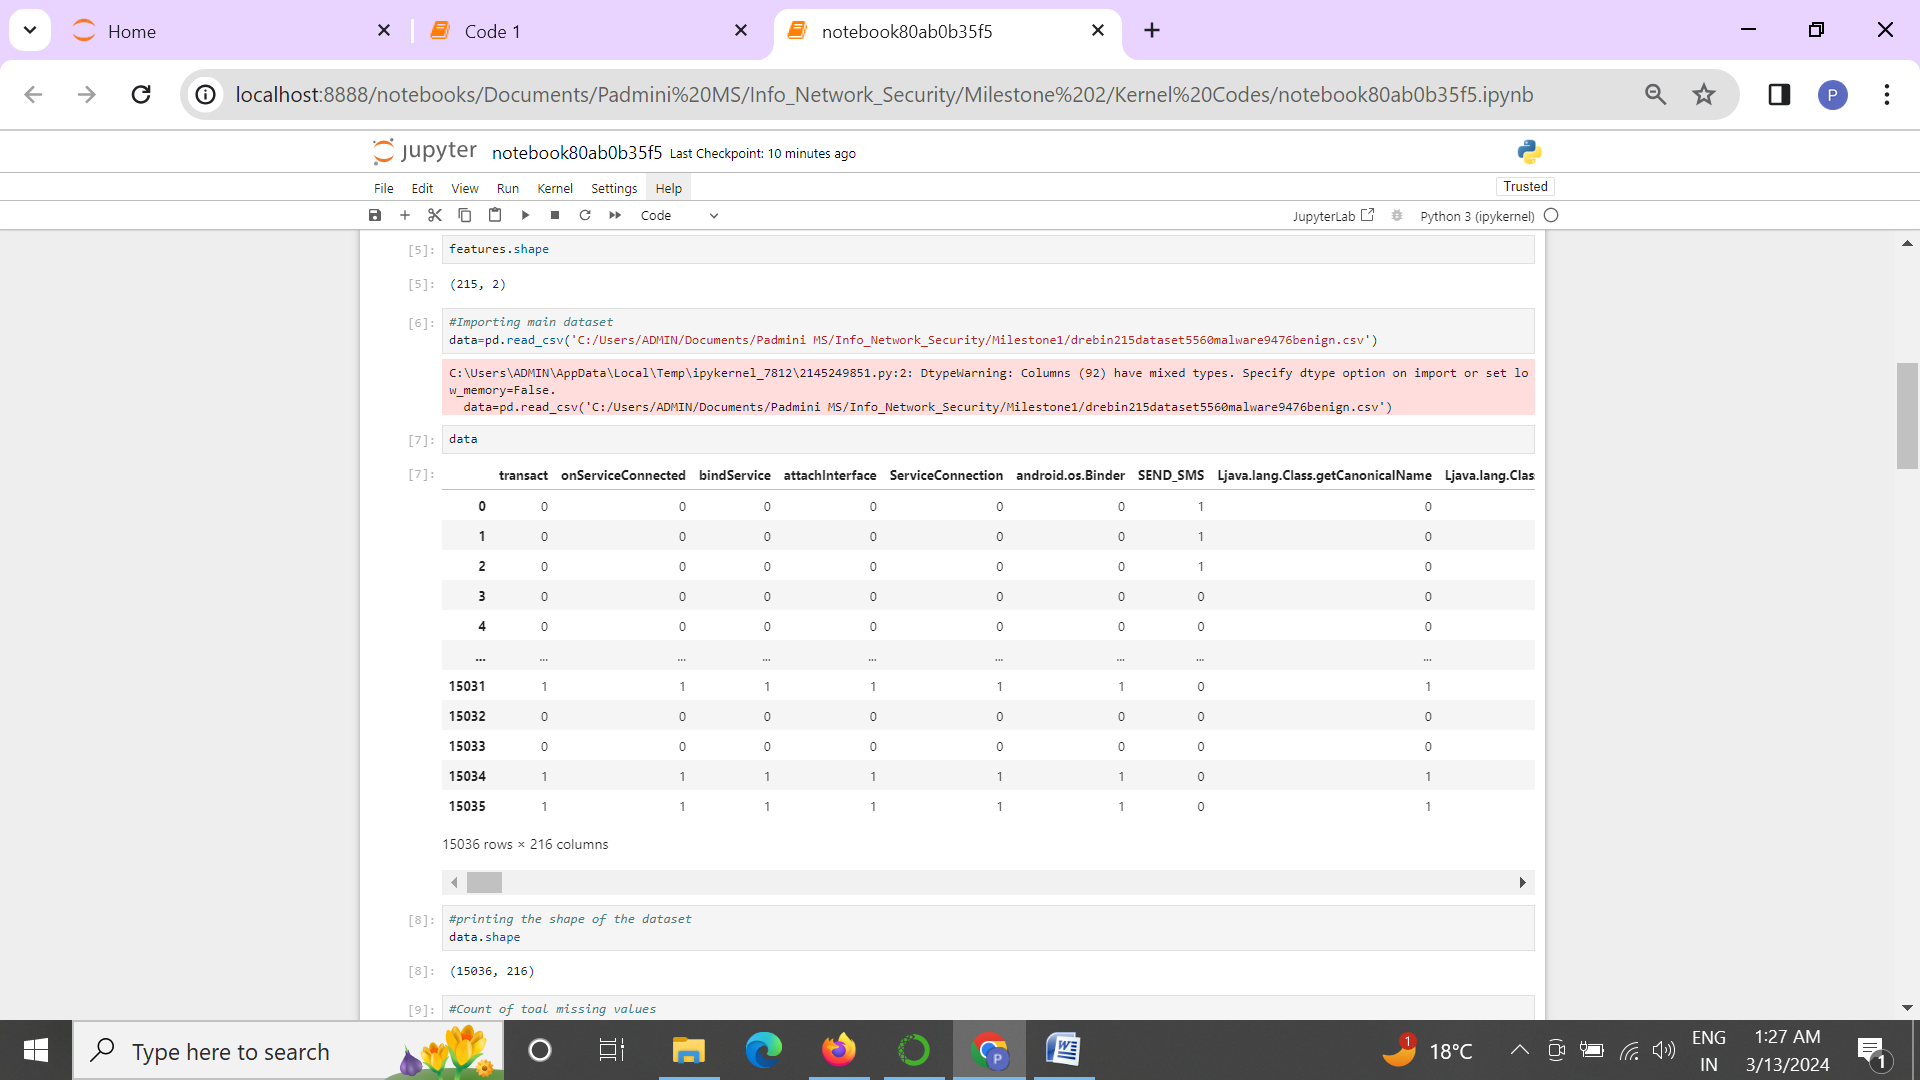 Home
Code 1
notebook80ab0b35f5
localhost:8888/notebooks/Documents/Padmini%20MS/Info_Network_Security/Milestone%202/Kernel%20Codes/notebook80ab0b35f5.ipynb
P
jupyter notebook80ab0b35f5 Last Checkpoint: 10 minutes ago
File Edit View Run Kernel Settings Help
Trusted
Code
JupyterLab
Python 3 (ipykernel)
[5]: features.shape
[5]: (215, 2)
[6]: #Importing main dataset
data=pd.read_csv('C:/Users/ADMIN/Documents/Padmini MS/Info_Network_Security/Milestone1/drebin215dataset5560malware9476benign.csv')
C:\Users\ADMIN\AppData\Local\Temp\ipykernel_7812\2145249851.py:2: DtypeWarning: Columns (92) have mixed types. Specify dtype option on import or set lo
w_memory=False.
data=pd.read_csv('C:/Users/ADMIN/Documents/Padmini MS/Info_Network_Security/Milestone1/drebin215dataset5560malware9476benign.csv')
[7]: data
[7]: transact onServiceConnected bindService attachInterface ServiceConnection android.os.Binder SEND_SMS Ljava.lang.Class.getCanonicalName Ljava.lang.Clas
0 0 0 0 0 0 0 1 0
1 0 0 0 0 0 0 1 0
2 0 0 0 0 0 0 1 0
3 0 0 0 0 0 0 0 0
4 0 0 0 0 0 0 0 0
... ... ... ... ... ... ... ... ...
15031 1 1 1 1 1 1 0 1
15032 0 0 0 0 0 0 0 0
15033 0 0 0 0 0 0 0 0
15034 1 1 1 1 1 1 0 1
15035 1 1 1 1 1 1 0 1
15036 rows × 216 columns
[8]: #printing the shape of the dataset
data.shape
[8]: (15036, 216)
[9]: #Count of toal missing values
Type here to search
P
1
18°C
ENG
IN
1:27 AM
3/13/2024
1